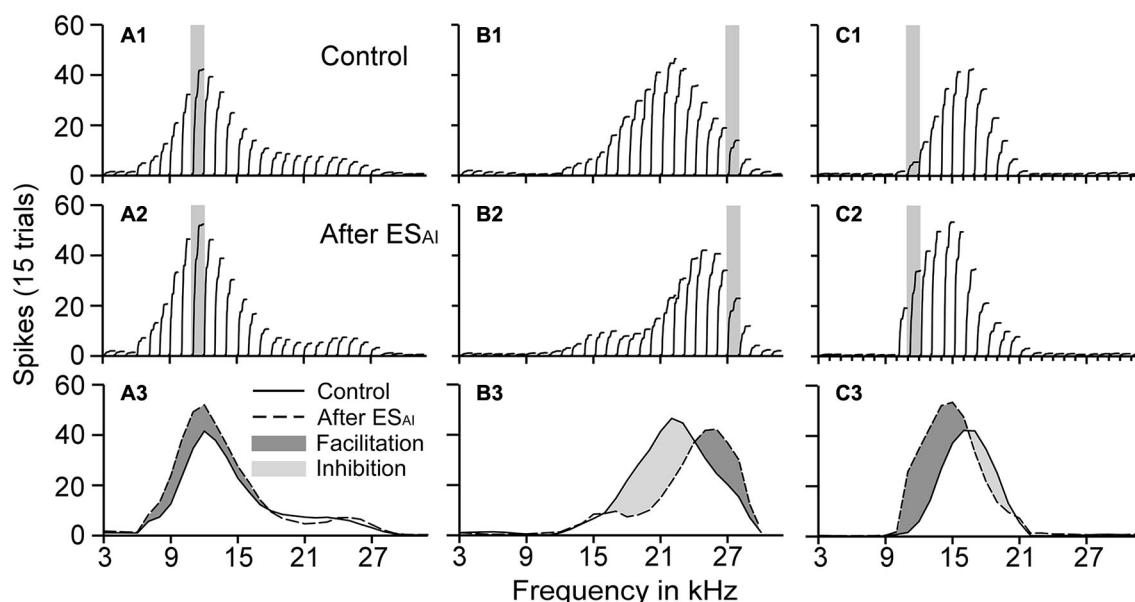 Spikes (15 trials)
60
40
20
0
A1
Control
B1
C1
60
40
20
0
A2
After ESAI
B2
C2
60
40
20
0
A3
Control
After ESAI
Facilitation
Inhibition
B3
C3
3 9 15 21 27
3 9 15 21 27
3 9 15 21 27
Frequency in kHz